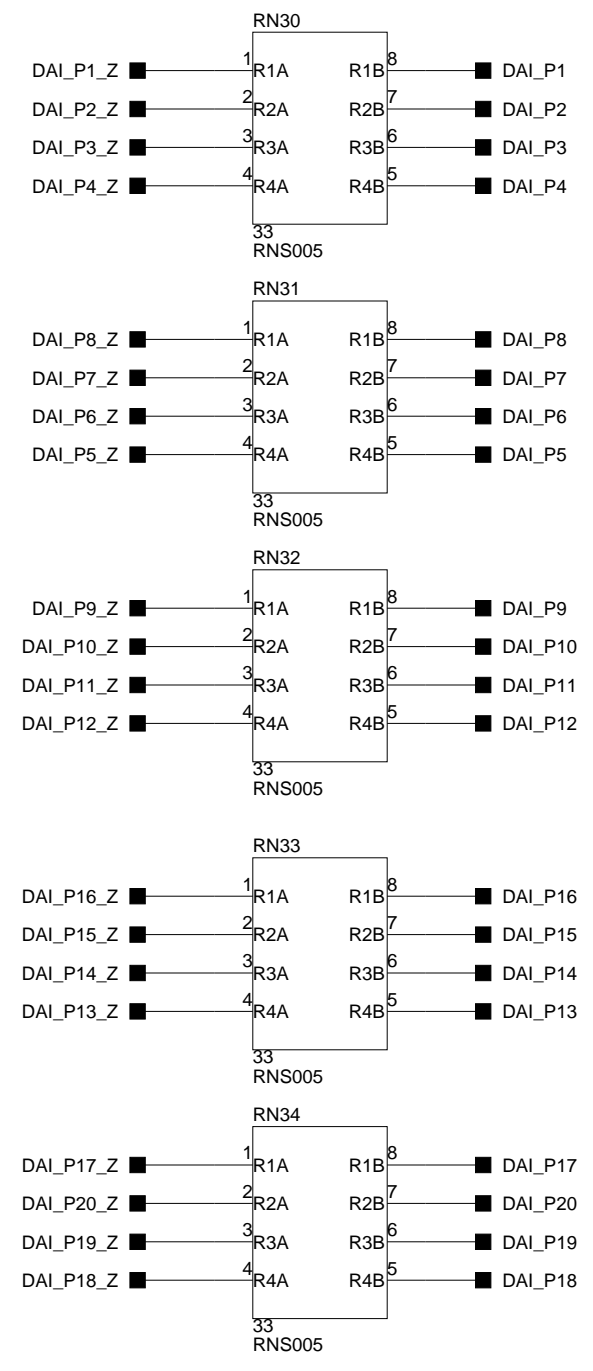 RN30
DAI_P1_Z 1 R1A R1B 8 DAI_P1
DAI_P2_Z 2 R2A R2B 7 DAI_P2
DAI_P3_Z 3 R3A R3B 6 DAI_P3
DAI_P4_Z 4 R4A R4B 5 DAI_P4
33
RNS005
RN31
DAI_P8_Z 1 R1A R1B 8 DAI_P8
DAI_P7_Z 2 R2A R2B 7 DAI_P7
DAI_P6_Z 3 R3A R3B 6 DAI_P6
DAI_P5_Z 4 R4A R4B 5 DAI_P5
33
RNS005
RN32
DAI_P9_Z 1 R1A R1B 8 DAI_P9
DAI_P10_Z 2 R2A R2B 7 DAI_P10
DAI_P11_Z 3 R3A R3B 6 DAI_P11
DAI_P12_Z 4 R4A R4B 5 DAI_P12
33
RNS005
RN33
DAI_P16_Z 1 R1A R1B 8 DAI_P16
DAI_P15_Z 2 R2A R2B 7 DAI_P15
DAI_P14_Z 3 R3A R3B 6 DAI_P14
DAI_P13_Z 4 R4A R4B 5 DAI_P13
33
RNS005
RN34
DAI_P17_Z 1 R1A R1B 8 DAI_P17
DAI_P20_Z 2 R2A R2B 7 DAI_P20
DAI_P19_Z 3 R3A R3B 6 DAI_P19
DAI_P18_Z 4 R4A R4B 5 DAI_P18
33
RNS005